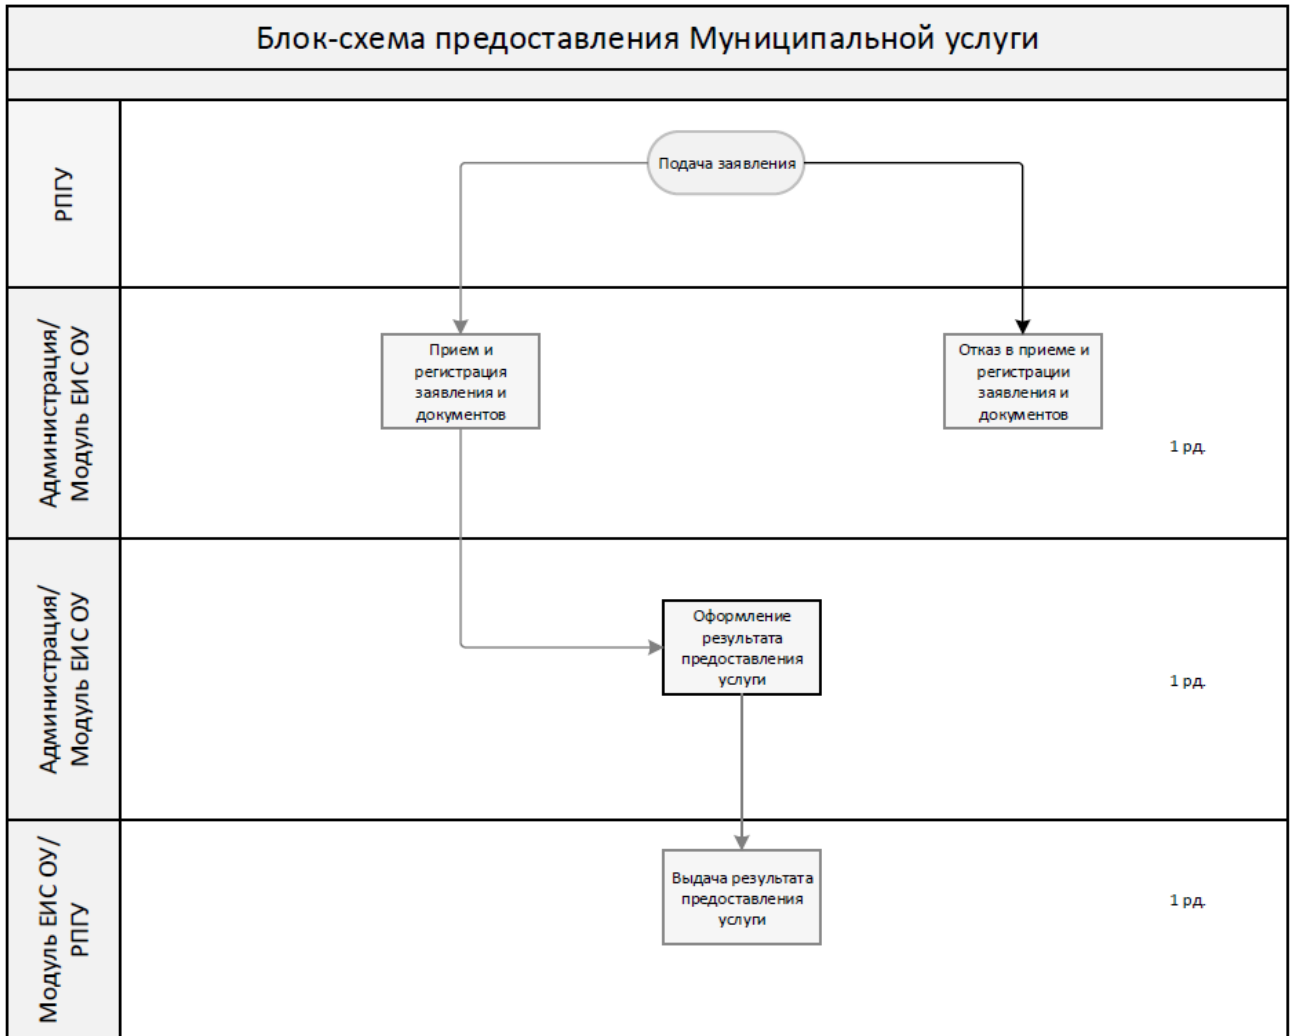 Блок-схема предоставления Муниципальной услуги
РПГУ
Подача заявления
Администрация/
Модуль ЕИС ОУ
Прием и
регистрация
заявления и
документов
Отказ в приеме и
регистрации
заявления и
документов
1 рд.
Администрация/
Модуль ЕИС ОУ
Оформление
результата
предоставления
услуги
1 рд.
Модуль ЕИС ОУ/
РПГУ
Выдача результата
предоставления
услуги
1 рд.